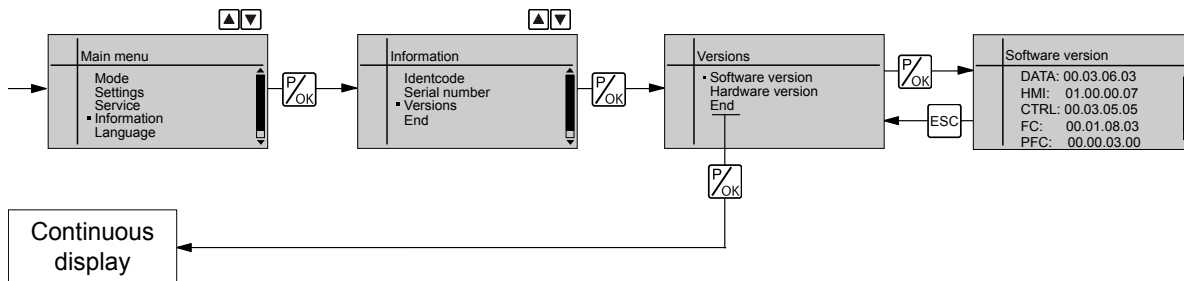 Main menu
Mode
Settings
Service
▪ Information
Language
P/OK
Information
Identcode
Serial number
▪ Versions
End
P/OK
Versions
▪ Software version
Hardware version
End
P/OK
ESC
Software version
DATA: 00.03.06.03
HMI: 01.00.00.07
CTRL: 00.03.05.05
FC: 00.01.08.03
PFC: 00.00.03.00
P/OK
Continuous
display